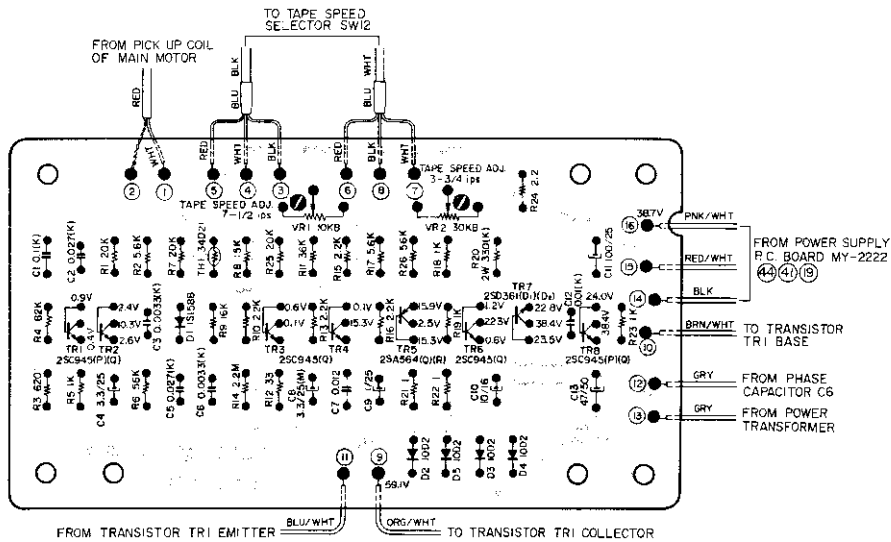 TO TAPE SPEED
SELECTOR SW12
FROM PICK UP COIL
OF MAIN MOTOR
RED
WHT
BLK
BLU
WHT
BLU
RED
WHT
BLK
RED
BLK
WHT
2
1
5
4
3
6
8
7
TAPE SPEED ADJ.
7-1/2 ips
VR1 10KB
TAPE SPEED ADJ.
3-3/4 ips
VR2 30KB
R24 2.2
16
38.7V
PNK/WHT
15
RED/WHT
14
BLK
FROM POWER SUPPLY
P.C. BOARD MY-2222
44 41 19
10
BRN/WHT
TO TRANSISTOR
TR1 BASE
12
GRY
FROM PHASE
CAPACITOR C6
13
GRY
FROM POWER
TRANSFORMER
C1 0.1(K)
C2 0.027(K)
R1 20K
R2 5.6K
R7 20K
TH1 34D21
R8 15K
R25 20K
R11 36K
R15 2.2K
R17 5.6K
R26 56K
R18 1K
R20
2W 330(K)
C11 100/25
R4 62K
0.9V
0.4V
TR1
2.4V
10.3V
2.6V
TR2
2SC945(P)(Q)
C3 0.0033(K)
D1 1S1588
R9 16K
R10 2.2K
0.6V
0.1V
TR3
2SC945(Q)
R13 2.2K
0.1V
15.3V
TR4
R16 2.2K
15.9V
2.5V
15.3V
TR5
2SA564(Q)(R)
R19 1K
1.2V
22.3V
0.6V
TR6
2SC945(Q)
TR7
2SD361(D1)(D2)
22.8V
38.4V
23.5V
C12
.001(K)
24.0V
38.4V
TR8
2SC945(P)(Q)
R23 1K
R3 620
R5 1K
C4 3.3/25
R6 56K
C5 0.027(K)
C6 0.0033(K)
R14 2.2M
R12 33
C8
3.3/25(M)
C7 0.012
C9 1/25
R21 1
R22 1
C10
10/16
C13
47/50
D2 10D2
D5 10D2
D3 10D2
D4 10D2
11
9
59.1V
FROM TRANSISTOR TR1 EMITTER
BLU/WHT
ORG/WHT
TO TRANSISTOR TR1 COLLECTOR